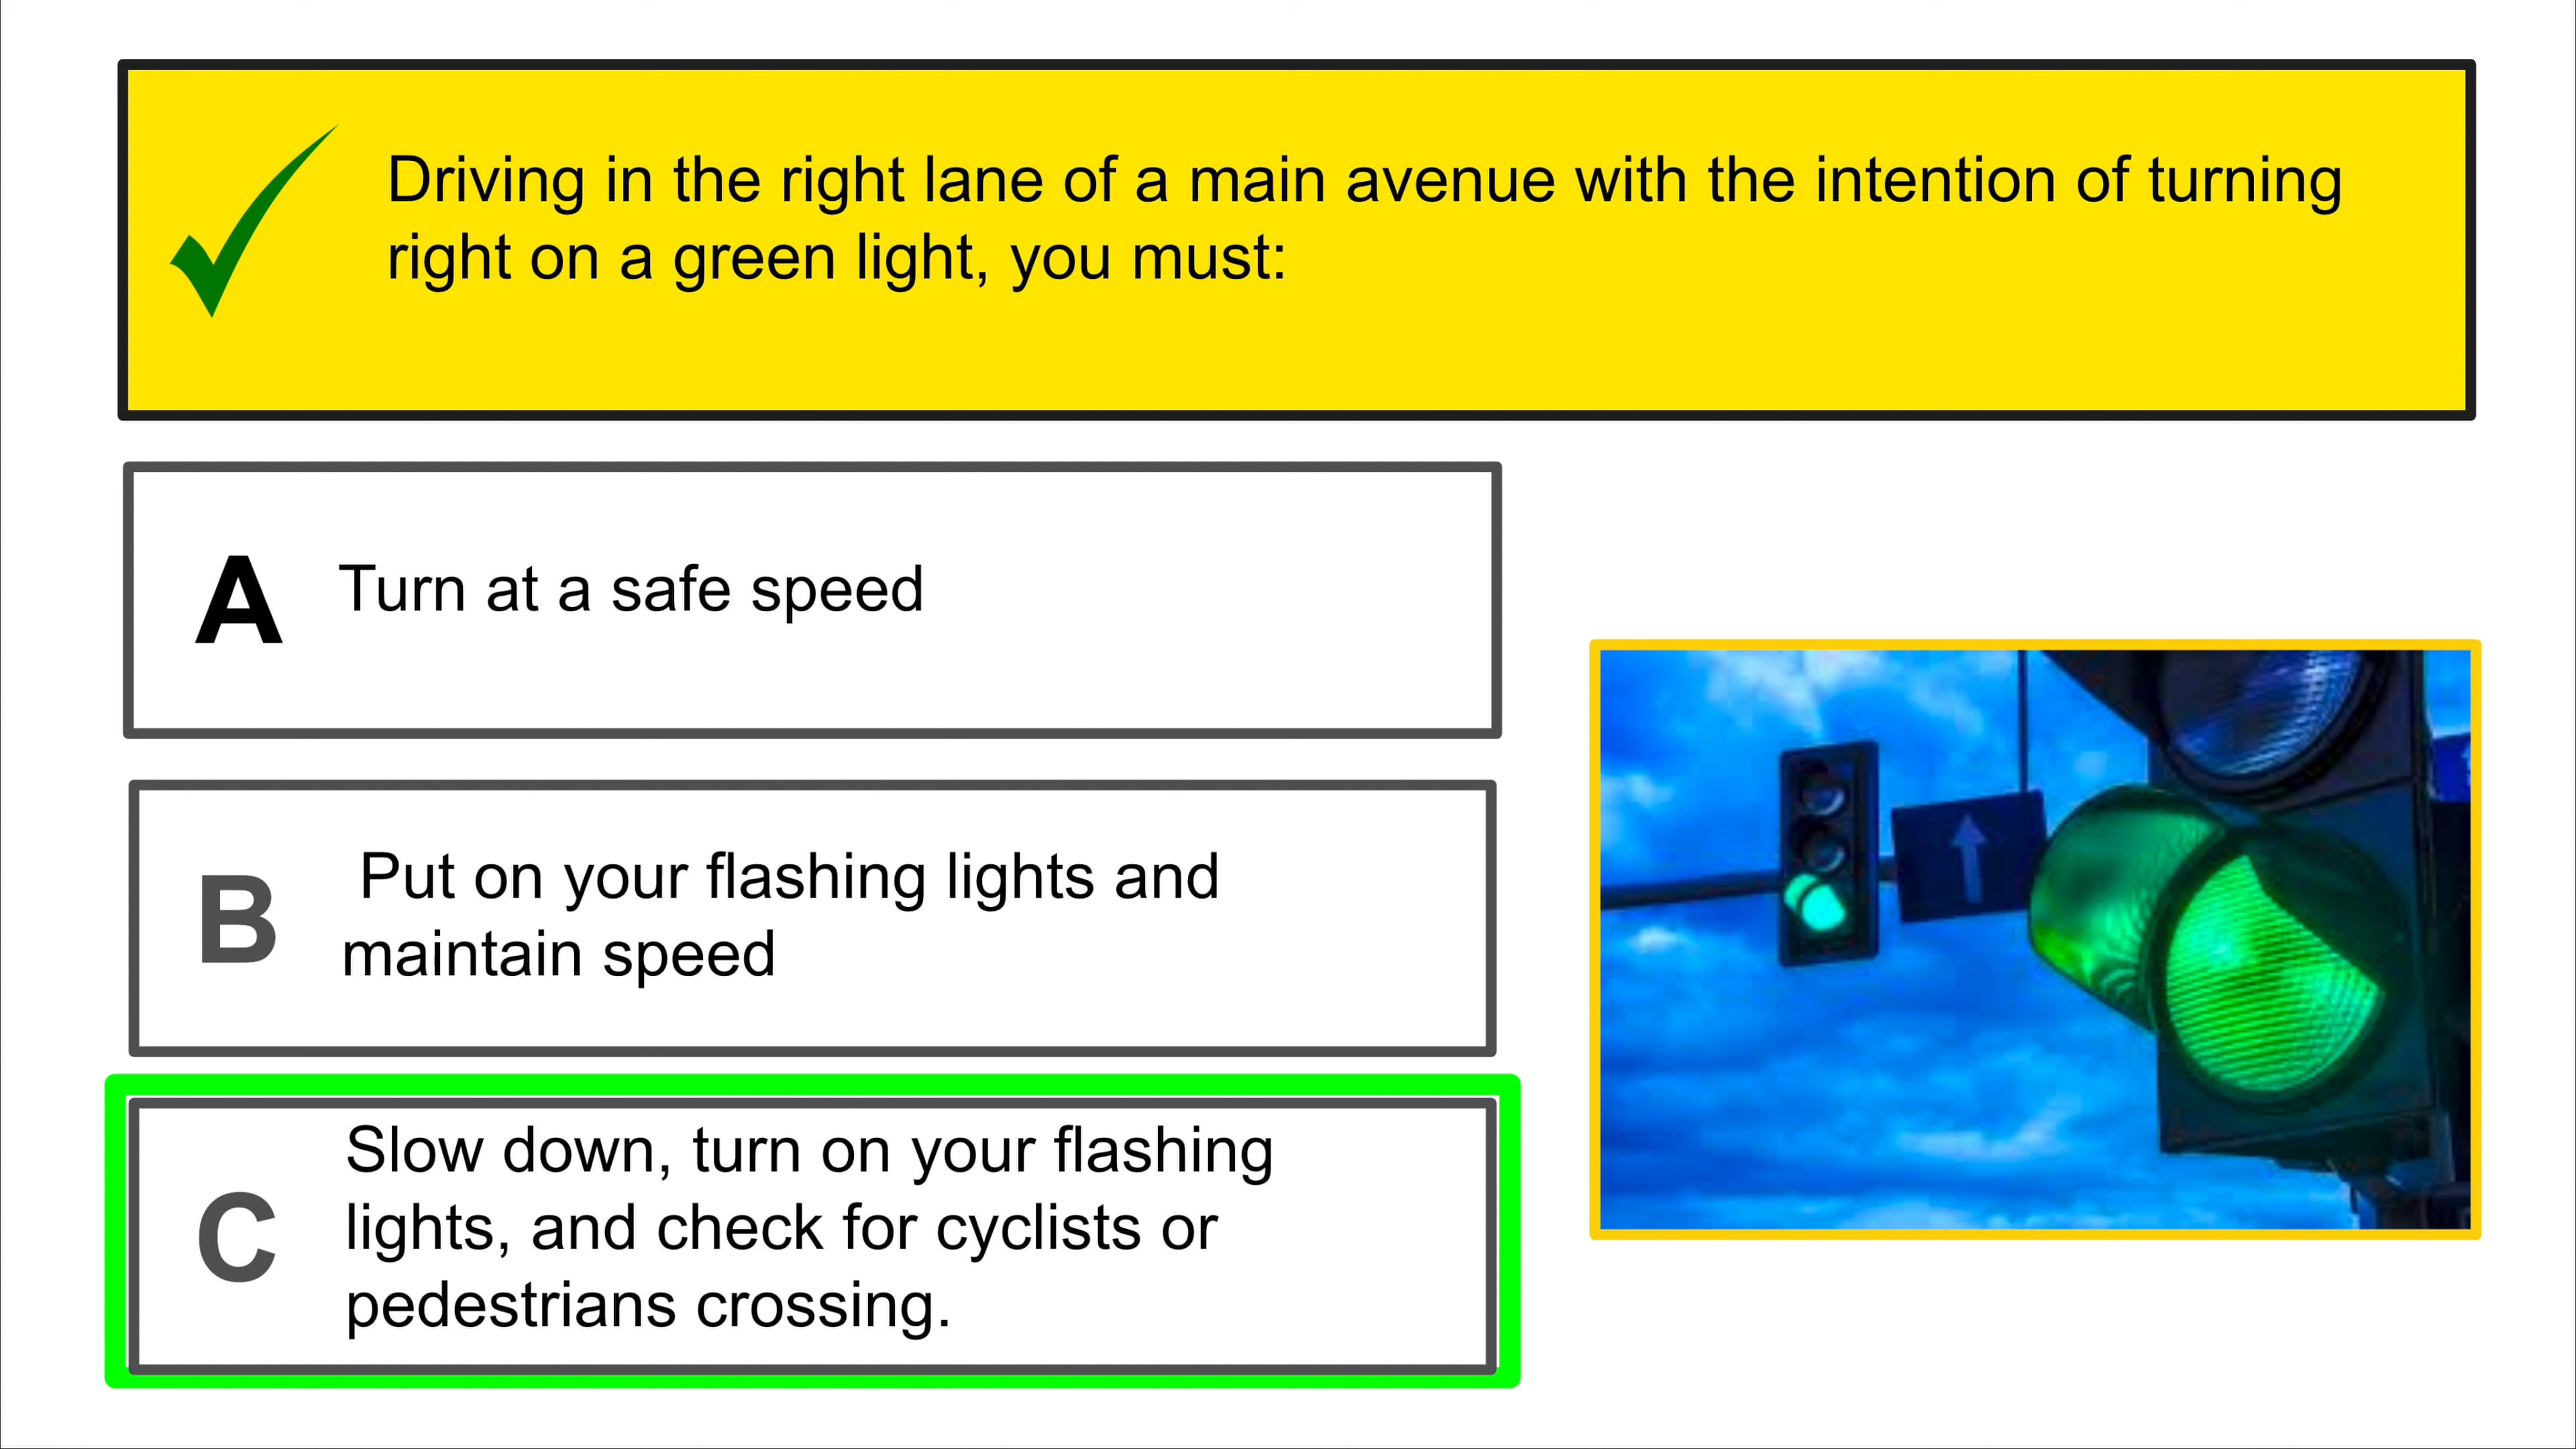 Driving in the right lane of a main avenue with the intention of turning
right on a green light, you must:
A
Turn at a safe speed
B
Put on your flashing lights and
maintain speed
C
Slow down, turn on your flashing
lights, and check for cyclists or
pedestrians crossing.